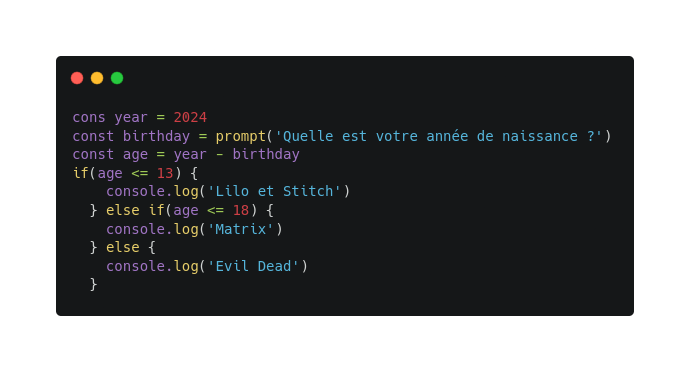 cons year = 2024
const birthday = prompt('Quelle est votre année de naissance ?')
const age = year - birthday
if(age <= 13) {
    console.log('Lilo et Stitch')
  } else if(age <= 18) {
    console.log('Matrix')
  } else {
    console.log('Evil Dead')
  }